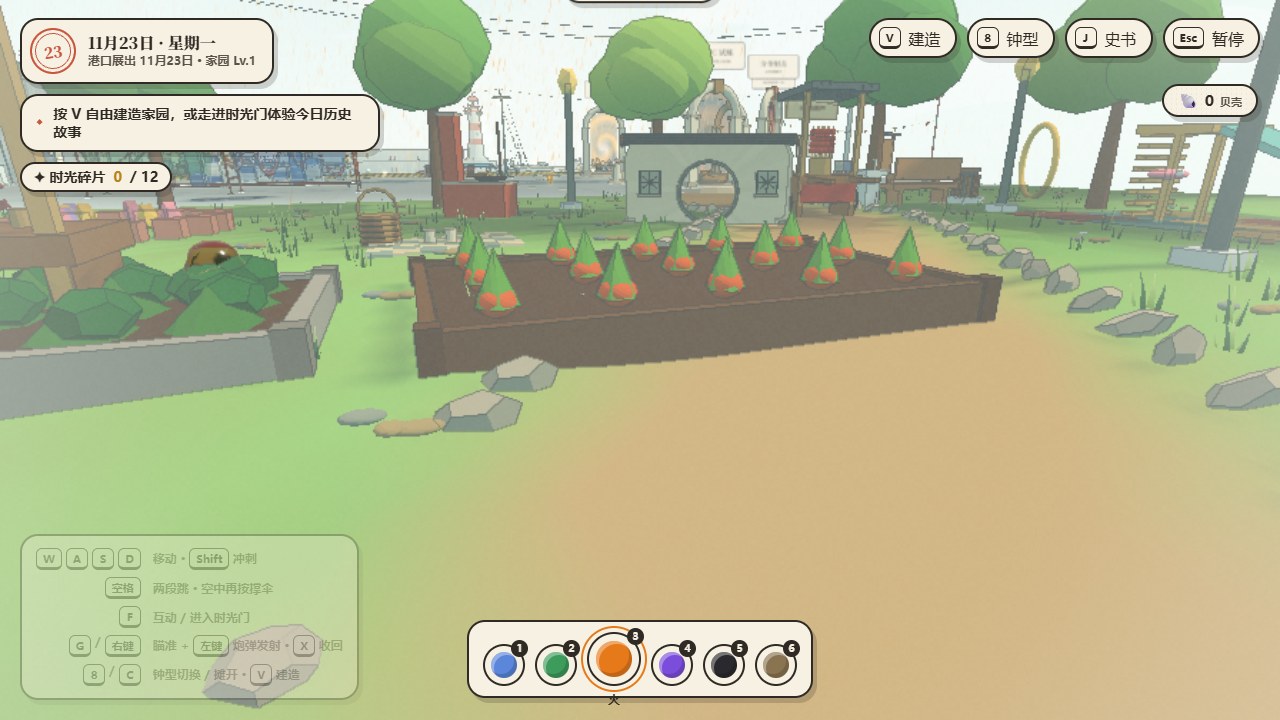 23
11月23日 · 星期一
港口展出 11月23日 · 家园 Lv.1
按 V 自由建造家园，或走进时光门体验今日历史故事
时光碎片 0 / 12
V 建造
8 钟型
J 史书
Esc 暂停
0 贝壳
W A S D 移动 · Shift 冲刺
空格 两段跳 · 空中再按撑伞
F 互动 / 进入时光门
G / 右键 瞄准 + 左键 炮弹发射 · X 收回
8 / C 钟型切换 / 摊开 · V 建造
1 2 3 4 5 6
火